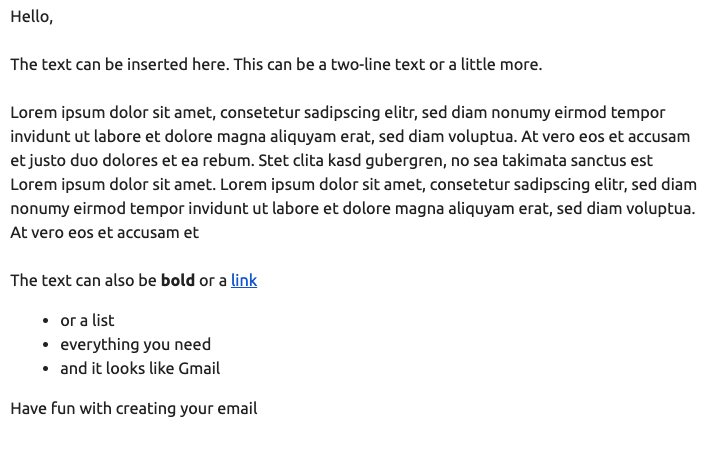 Hello,
The text can be inserted here. This can be a two-line text or a little more.
Lorem ipsum dolor sit amet, consetetur sadipscing elitr, sed diam nonumy eirmod tempor
invidunt ut labore et dolore magna aliquyam erat, sed diam voluptua. At vero eos et accusam
et justo duo dolores et ea rebum. Stet clita kasd gubergren, no sea takimata sanctus est
Lorem ipsum dolor sit amet. Lorem ipsum dolor sit amet, consetetur sadipscing elitr, sed diam
nonumy eirmod tempor invidunt ut labore et dolore magna aliquyam erat, sed diam voluptua.
At vero eos et accusam et
The text can also be bold or a link
• or a list
• everything you need
• and it looks like Gmail
Have fun with creating your email